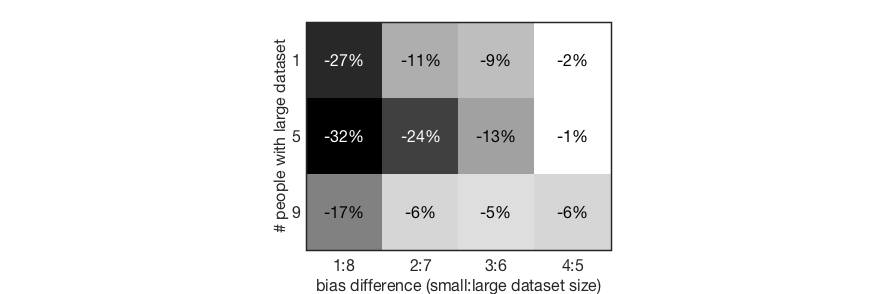 # people with large dataset
1 -27% -11% -9% -2%
5 -32% -24% -13% -1%
9 -17% -6% -5% -6%
1:8 2:7 3:6 4:5
bias difference (small:large dataset size)